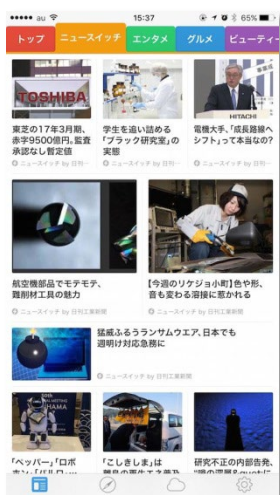 au
15:37
65%
トップ
ニュースイッチ
エンタメ
グルメ
ビューティー
TOSHIBA
HITACHI
東芝の17年3月期、
赤字9500億円。監査
承認なし暫定値
ニュースイッチ by 日刊…
学生を追い詰める
「ブラック研究室」の
実態
ニュースイッチ by 日刊…
電機大手、「成長路線へ
シフト」って本当なの?
ニュースイッチ by 日刊…
航空機部品でモテモテ、
難削材工具の魅力
ニュースイッチ by 日刊工業新聞
【今週のリケジョ小町】色や形、
音も変わる溶接に惹かれる
ニュースイッチ by 日刊工業新聞
猛威ふるうランサムウエア、日本でも
週明け対応急務に
ニュースイッチ by 日刊工業新聞
「ペッパー」「ロボ
「こしきしま」は
研究不正の内部告発、